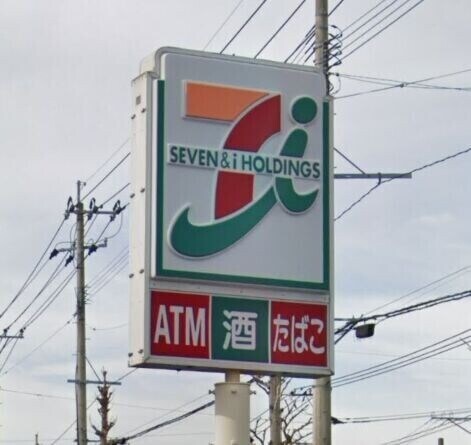 SEVEN&i HOLDINGS
ATM 酒 たばこ